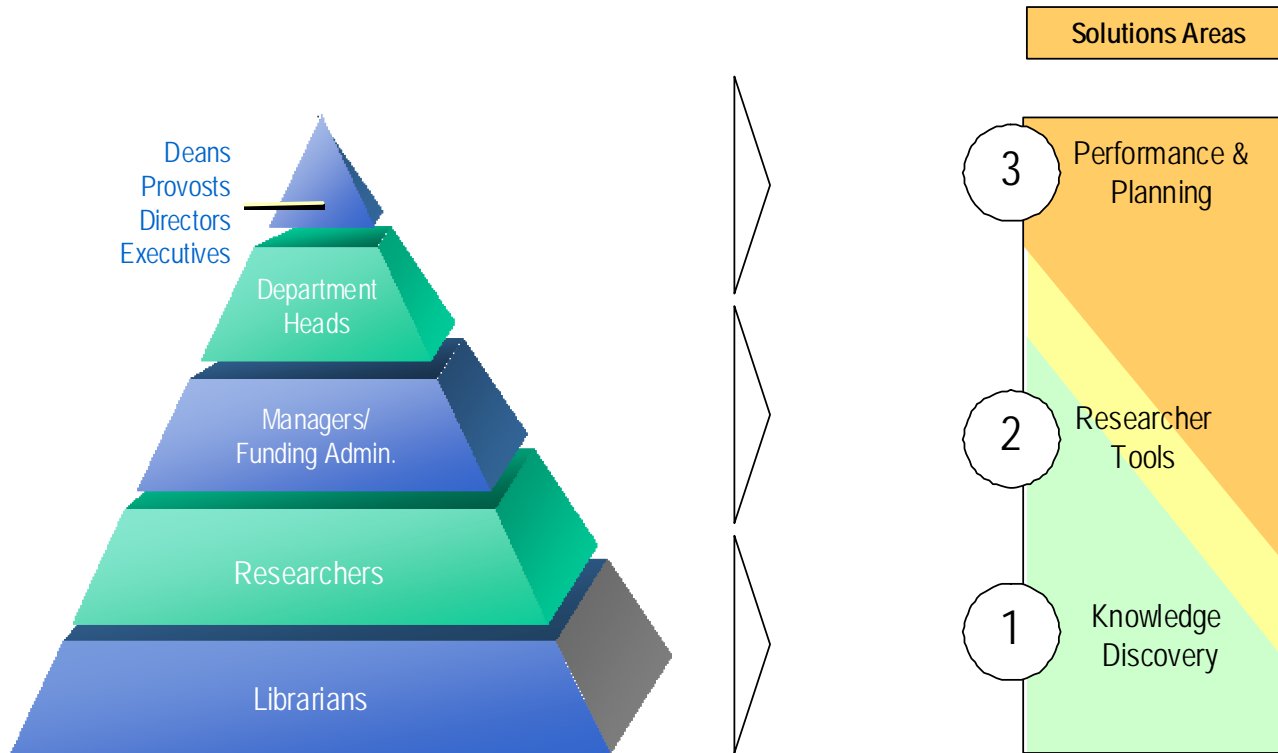 Solutions Areas
Deans
Provosts
Directors
Executives
Department
Heads
Managers/
Funding Admin.
Researchers
Librarians
3
Performance &
Planning
2
Researcher
Tools
1
Knowledge
Discovery